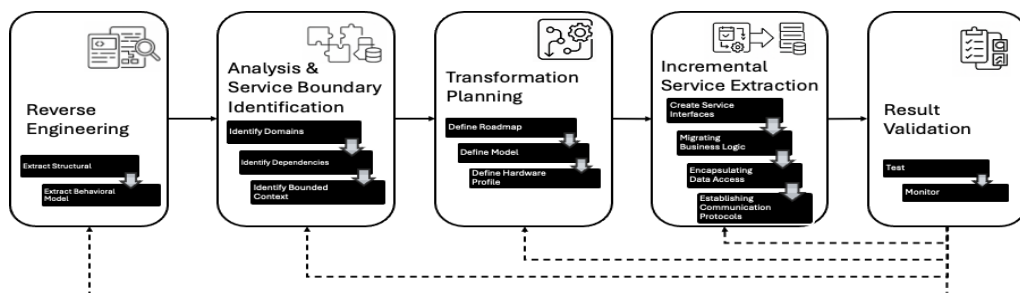 Reverse
Engineering
Extract Structural
Extract Behavioral
Model
Analysis &
Service Boundary
Identification
Identify Domains
Identify Dependencies
Identify Bounded
Context
Transformation
Planning
Define Roadmap
Define Model
Define Hardware
Profile
Incremental
Service Extraction
Create Service
Interfaces
Migrating
Business Logic
Encapsulating
Data Access
Establishing
Communication
Protocols
Result
Validation
Test
Monitor